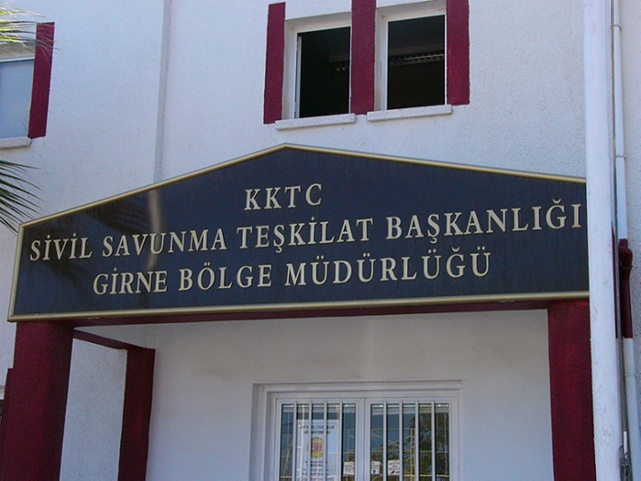 KKTC
SİVİL SAVUNMA TEŞKİLAT BAŞKANLIĞI
GİRNE BÖLGE MÜDÜRLÜĞÜ